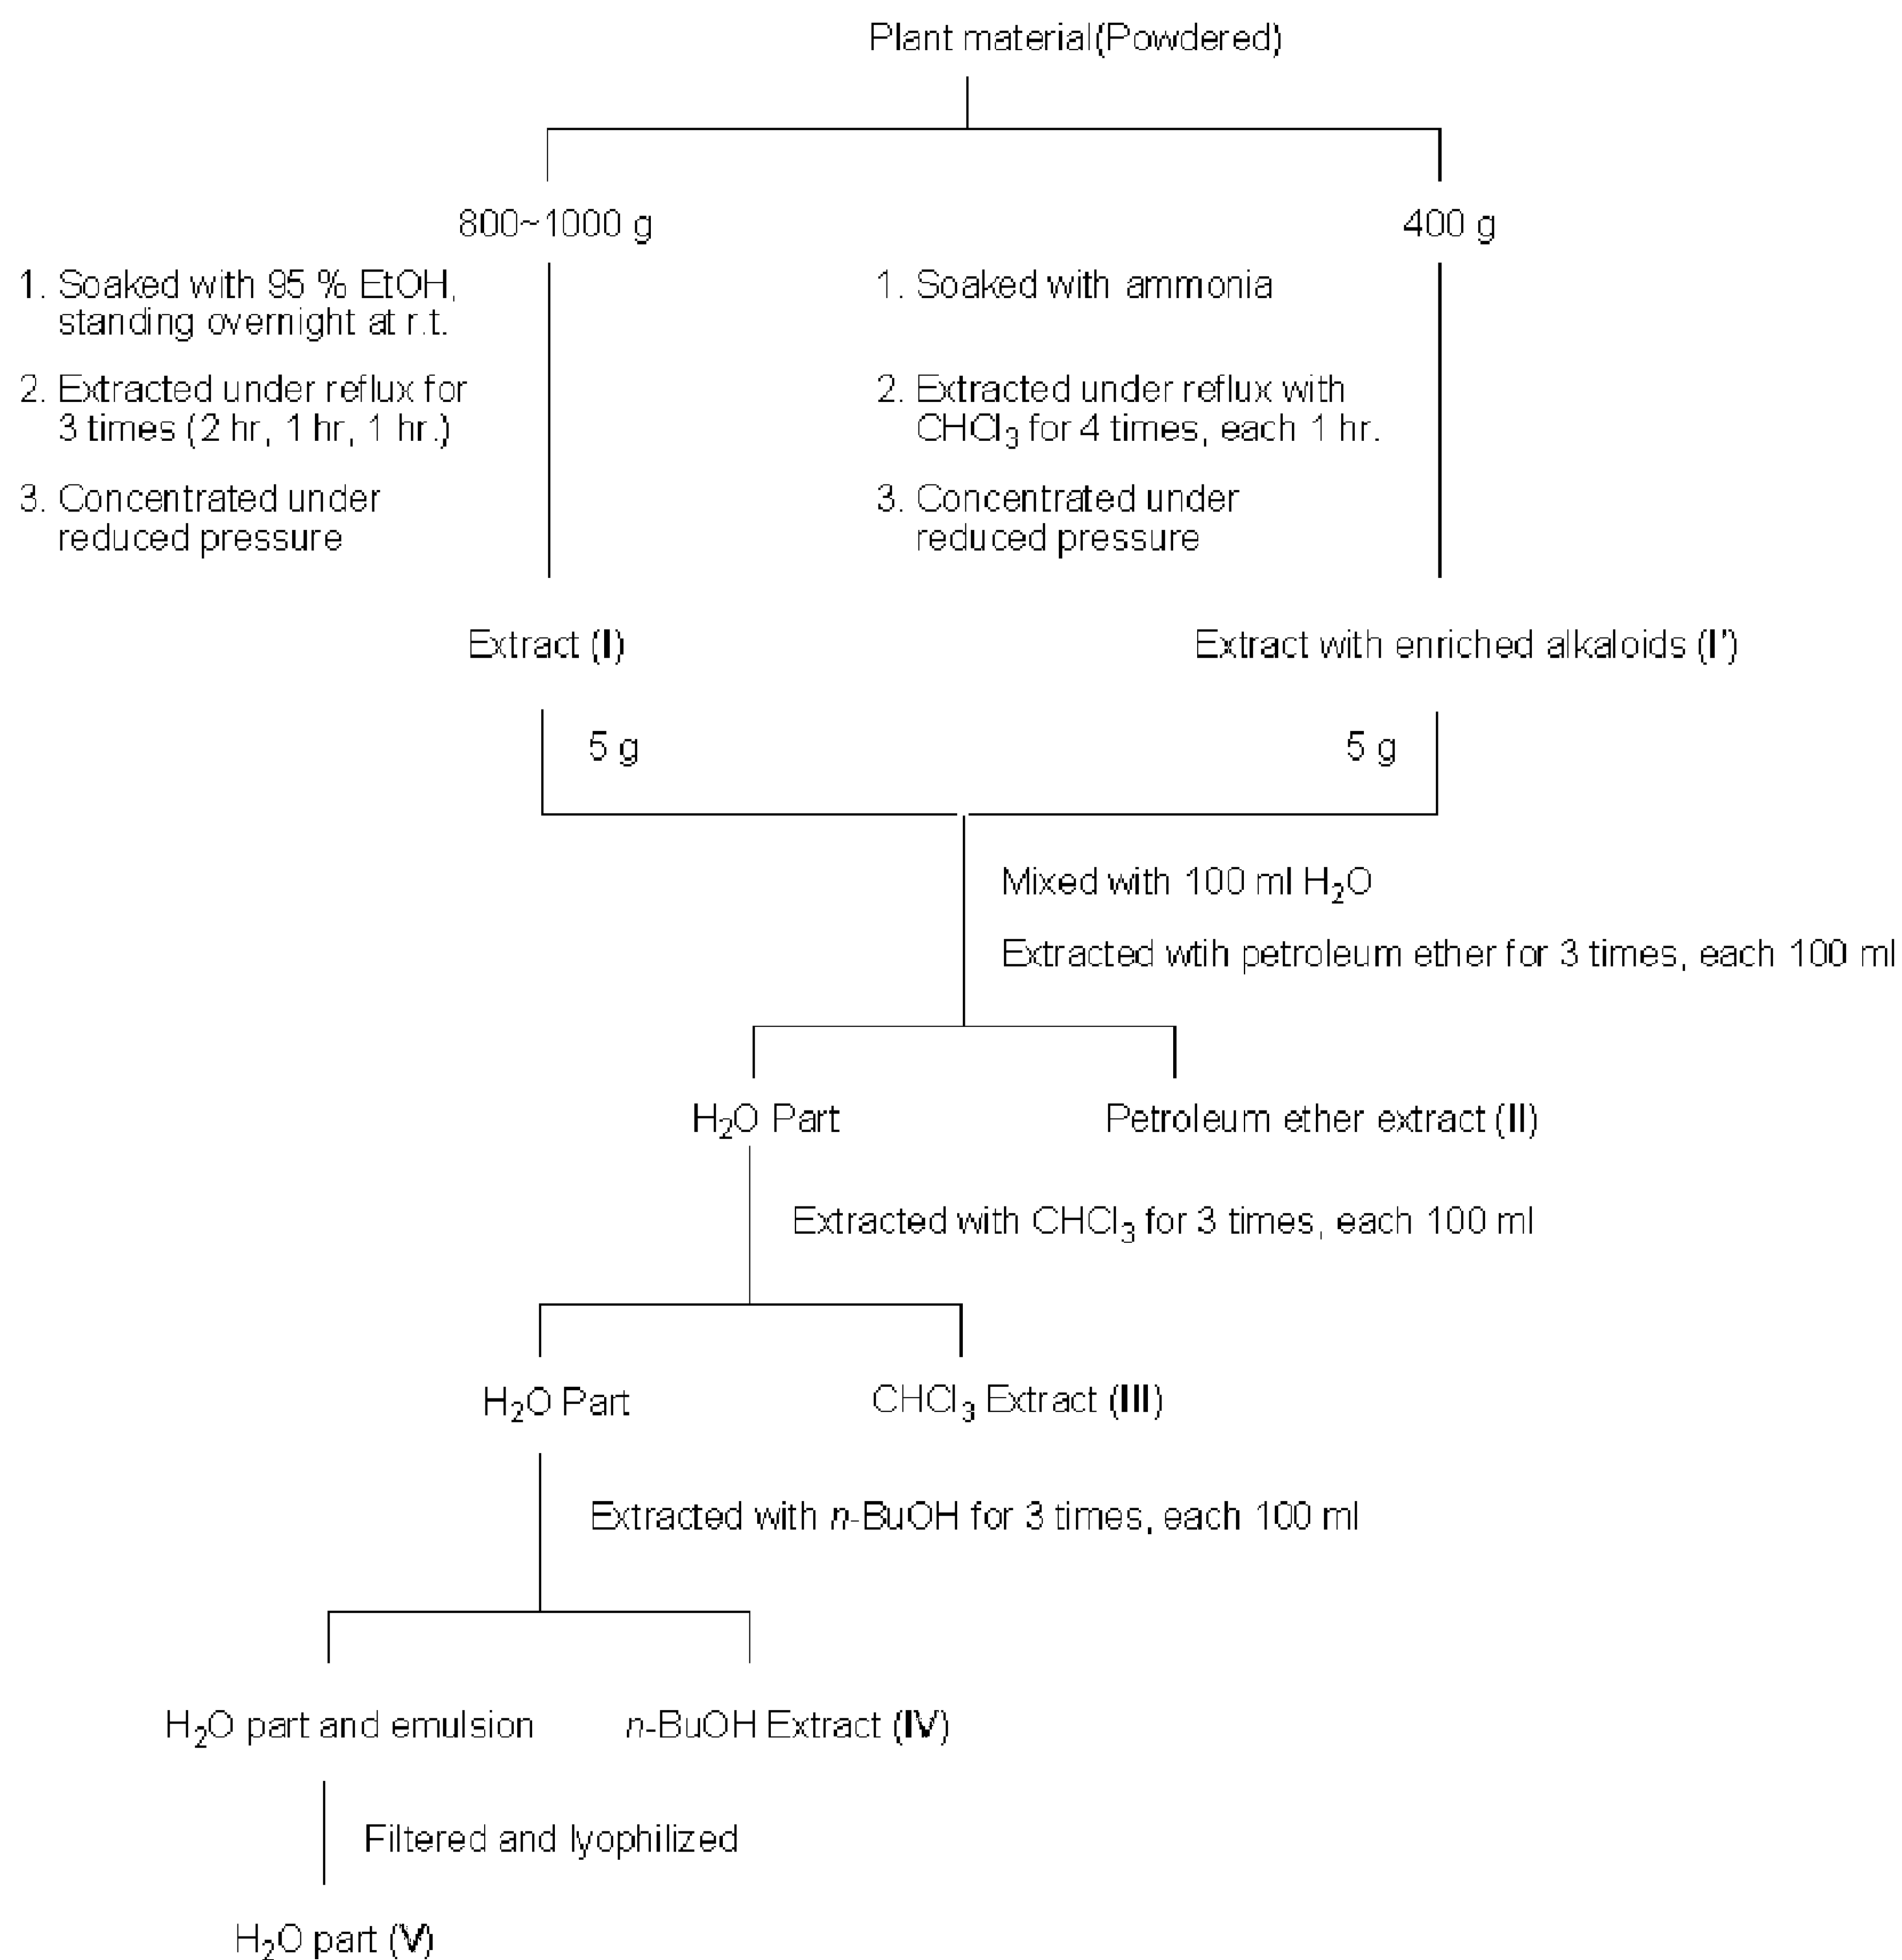 Plant material(Powdered)
800~1000 g
400 g
1. Soaked with 95 % EtOH,
standing overnight at r.t.
2. Extracted under reflux for
3 times (2 hr, 1 hr, 1 hr.)
3. Concentrated under
reduced pressure
1. Soaked with ammonia
2. Extracted under reflux with
CHCl₃ for 4 times, each 1 hr.
3. Concentrated under
reduced pressure
Extract (I)
Extract with enriched alkaloids (I')
5 g
5 g
Mixed with 100 ml H₂O
Extracted wtih petroleum ether for 3 times, each 100 ml
H₂O Part
Petroleum ether extract (II)
Extracted with CHCl₃ for 3 times, each 100 ml
H₂O Part
CHCl₃ Extract (III)
Extracted with n-BuOH for 3 times, each 100 ml
H₂O part and emulsion
n-BuOH Extract (IV)
Filtered and lyophilized
H₂O part (V)